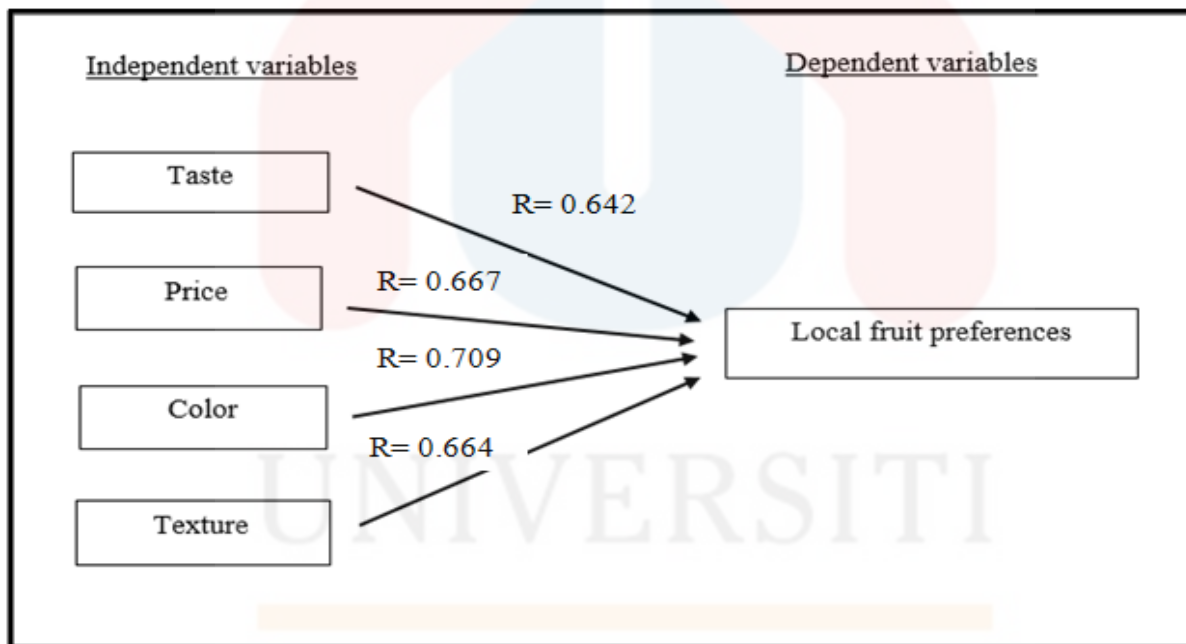 Independent variables
Dependent variables
Taste
R= 0.642
Price
R= 0.667
Local fruit preferences
R= 0.709
Color
R= 0.664
Texture
UNIVERSITI